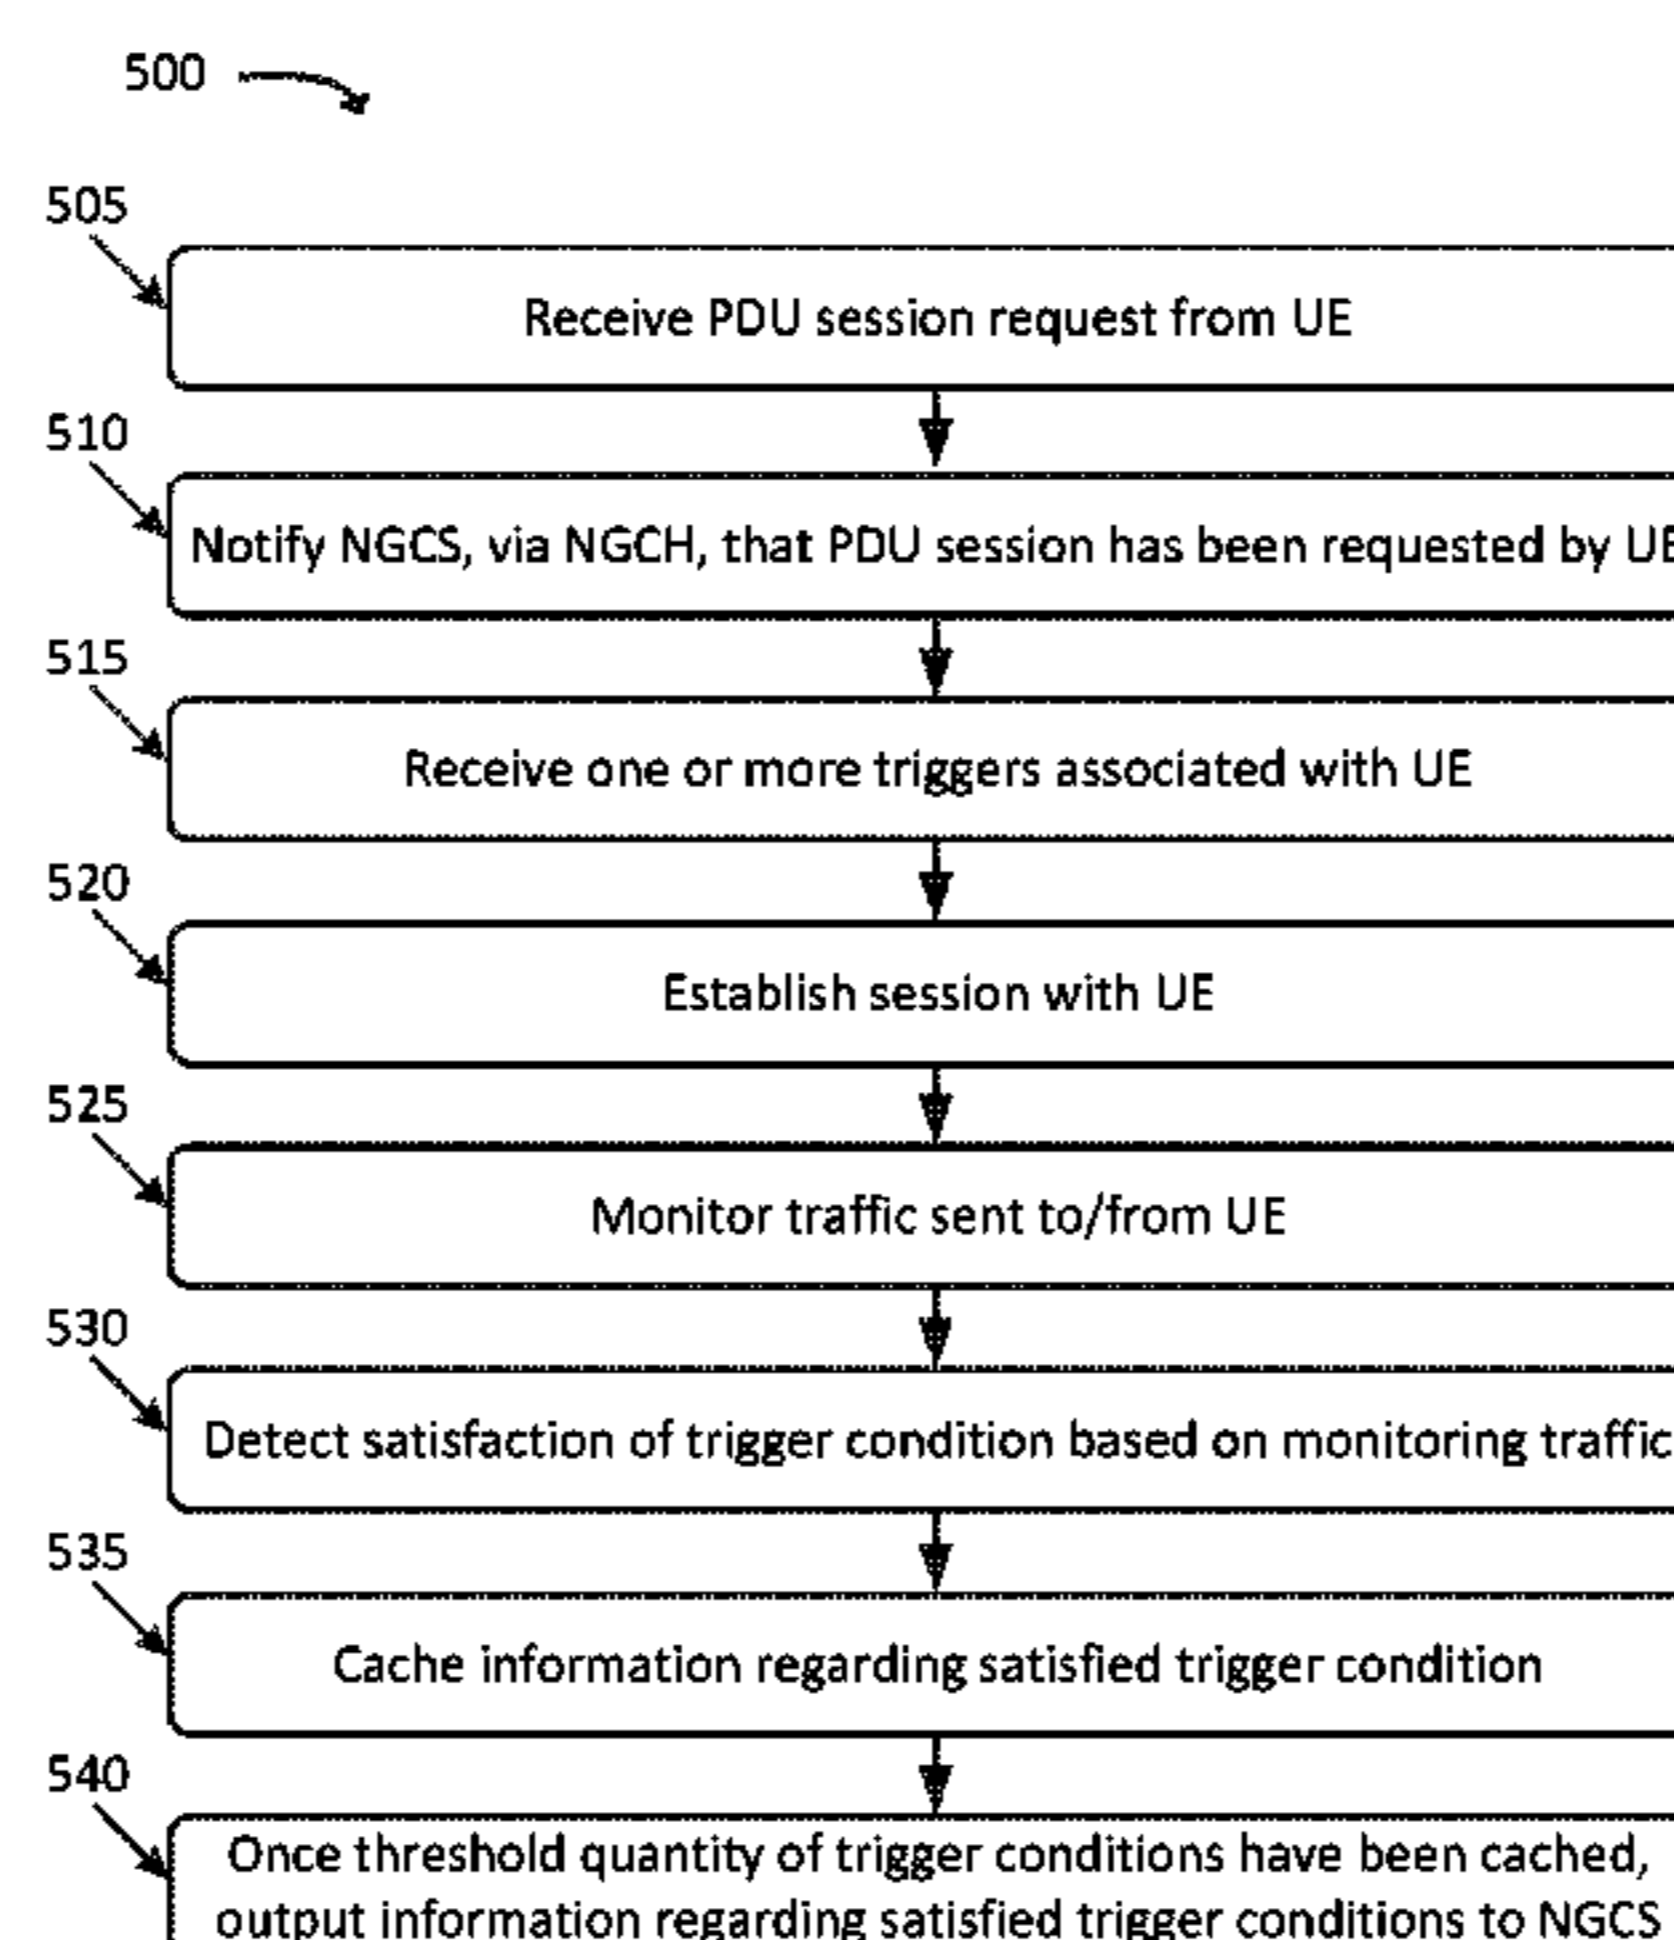 500
505
Receive PDU session request from UE
510
Notify NGCS, via NGCH, that PDU session has been requested by UE
515
Receive one or more triggers associated with UE
520
Establish session with UE
525
Monitor traffic sent to/from UE
530
Detect satisfaction of trigger condition based on monitoring traffic
535
Cache information regarding satisfied trigger condition
540
Once threshold quantity of trigger conditions have been cached,
output information regarding satisfied trigger conditions to NGCS